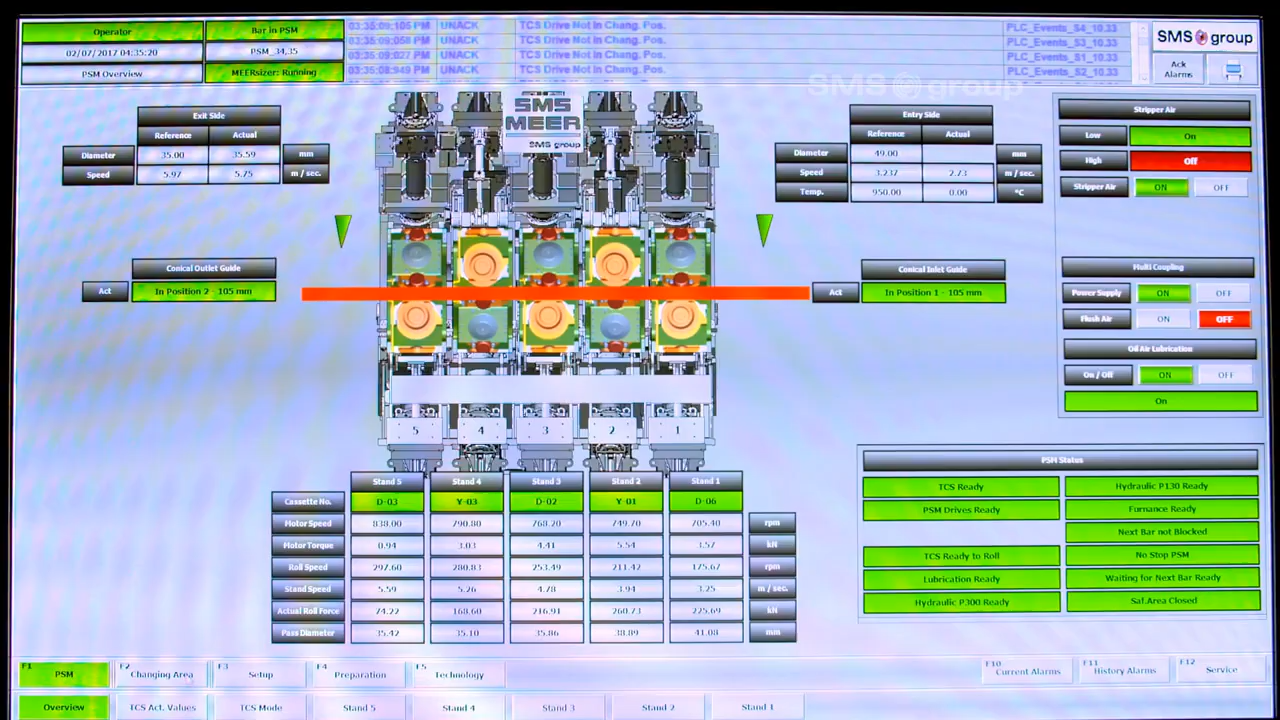 Operator
Bar in PSM
02/07/2017 04:35:20
PSM_34,35
PSM Overview
MEERsizer: Running
03:35:09:105 PM UNACK TCS Drive Not In Chang. Pos. PLC_Events_S4_10.33
03:35:09:058 PM UNACK TCS Drive Not In Chang. Pos. PLC_Events_S3_10.33
03:35:09:027 PM UNACK TCS Drive Not In Chang. Pos. PLC_Events_S1_10.33
03:35:08:949 PM UNACK TCS Drive Not In Chang. Pos. PLC_Events_S2_10.33
SMS group
Ack
Alarms
SMS group
SMS
MEER
SMS group
Exit Side
Reference Actual
Diameter 35.00 35.59 mm
Speed 5.97 5.75 m / sec.
Entry Side
Reference Actual
Diameter 49.00 mm
Speed 3.237 2.73 m / sec.
Temp. 950.00 0.00 °C
Stripper Air
Low On
High Off
Stripper Air ON OFF
Conical Outlet Guide
Act In Position 2 - 105 mm
Conical Inlet Guide
Act In Position 1 - 105 mm
Multi Coupling
Power Supply ON OFF
Flush Air ON OFF
Oil Air Lubrication
On / Off ON OFF
On
5 4 3 2 1
Stand 5 Stand 4 Stand 3 Stand 2 Stand 1
Cassette No. D-03 Y-03 D-02 Y-01 D-06
Motor Speed 838.00 790.80 768.20 749.70 705.40 rpm
Motor Torque 0.94 3.03 4.41 5.54 3.57 kN
Roll Speed 297.60 280.83 253.49 211.42 175.67 rpm
Stand Speed 5.59 5.26 4.78 3.94 3.25 m / sec.
Actual Roll Force 74.22 168.60 216.91 260.73 225.69 kN
Pass Diameter 35.42 35.10 35.86 38.89 41.08 mm
PSM Status
TCS Ready Hydraulic P130 Ready
PSM Drives Ready Furnance Ready
Next Bar not Blocked
TCS Ready to Roll No Stop PSM
Lubrication Ready Waiting for Next Bar Ready
Hydraulic P300 Ready Saf.Area Closed
F1 PSM F2 Changing Area F3 Setup F4 Preparation F5 Technology F10 Current Alarms F11 History Alarms F12 Service
Overview TCS Act. Values TCS Mode Stand 5 Stand 4 Stand 3 Stand 2 Stand 1